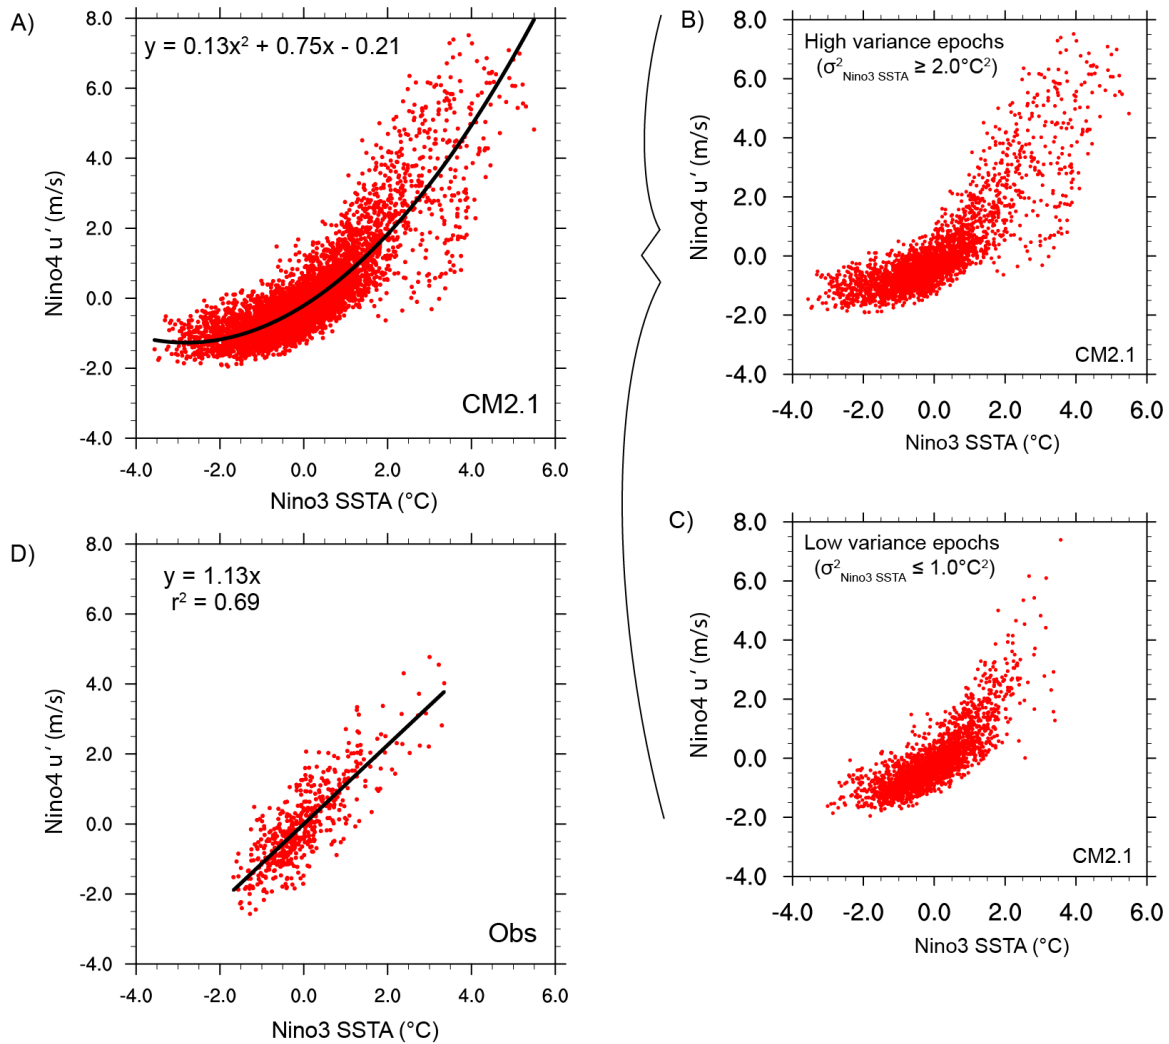 A)
y = 0.13x² + 0.75x - 0.21
8.0
6.0
4.0
2.0
0.0
-2.0
-4.0
Nino4 u′ (m/s)
CM2.1
-4.0 -2.0 0.0 2.0 4.0 6.0
Nino3 SSTA (°C)
B)
High variance epochs
(σ²Nino3 SSTA ≥ 2.0°C²)
8.0
6.0
4.0
2.0
0.0
-2.0
-4.0
Nino4 u′ (m/s)
CM2.1
-4.0 -2.0 0.0 2.0 4.0 6.0
Nino3 SSTA (°C)
C)
Low variance epochs
(σ²Nino3 SSTA ≤ 1.0°C²)
8.0
6.0
4.0
2.0
0.0
-2.0
-4.0
Nino4 u′ (m/s)
CM2.1
-4.0 -2.0 0.0 2.0 4.0 6.0
Nino3 SSTA (°C)
D)
y = 1.13x
r² = 0.69
8.0
6.0
4.0
2.0
0.0
-2.0
-4.0
Nino4 u′ (m/s)
Obs
-4.0 -2.0 0.0 2.0 4.0 6.0
Nino3 SSTA (°C)